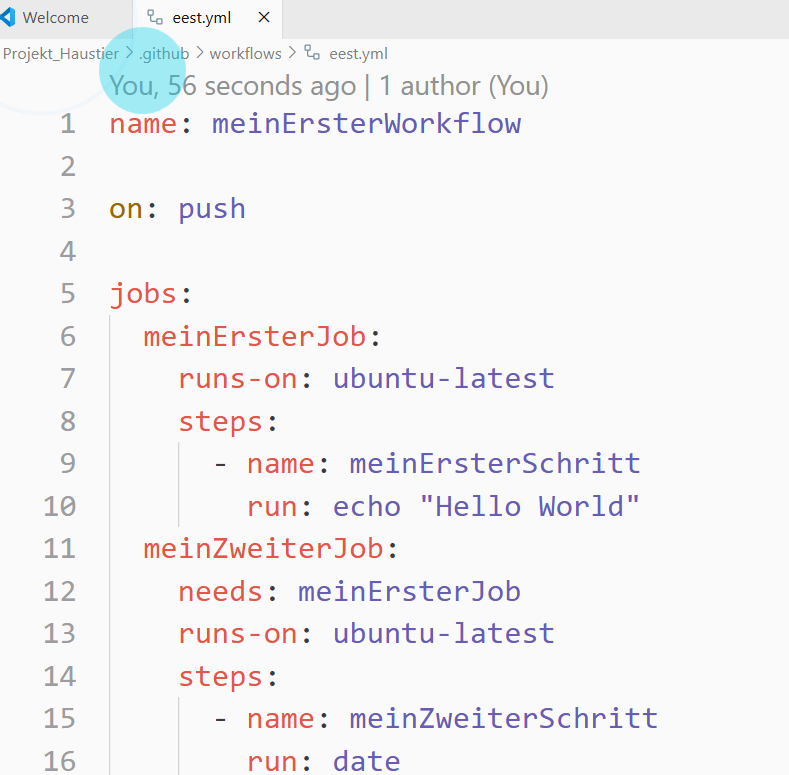 Welcome eest.yml
Projekt_Haustier > .github > workflows > eest.yml
You, 56 seconds ago | 1 author (You)
1 name: meinErsterWorkflow
2
3 on: push
4
5 jobs:
6 meinErsterJob:
7 runs-on: ubuntu-latest
8 steps:
9 - name: meinErsterSchritt
10 run: echo "Hello World"
11 meinZweiterJob:
12 needs: meinErsterJob
13 runs-on: ubuntu-latest
14 steps:
15 - name: meinZweiterSchritt
16 run: date